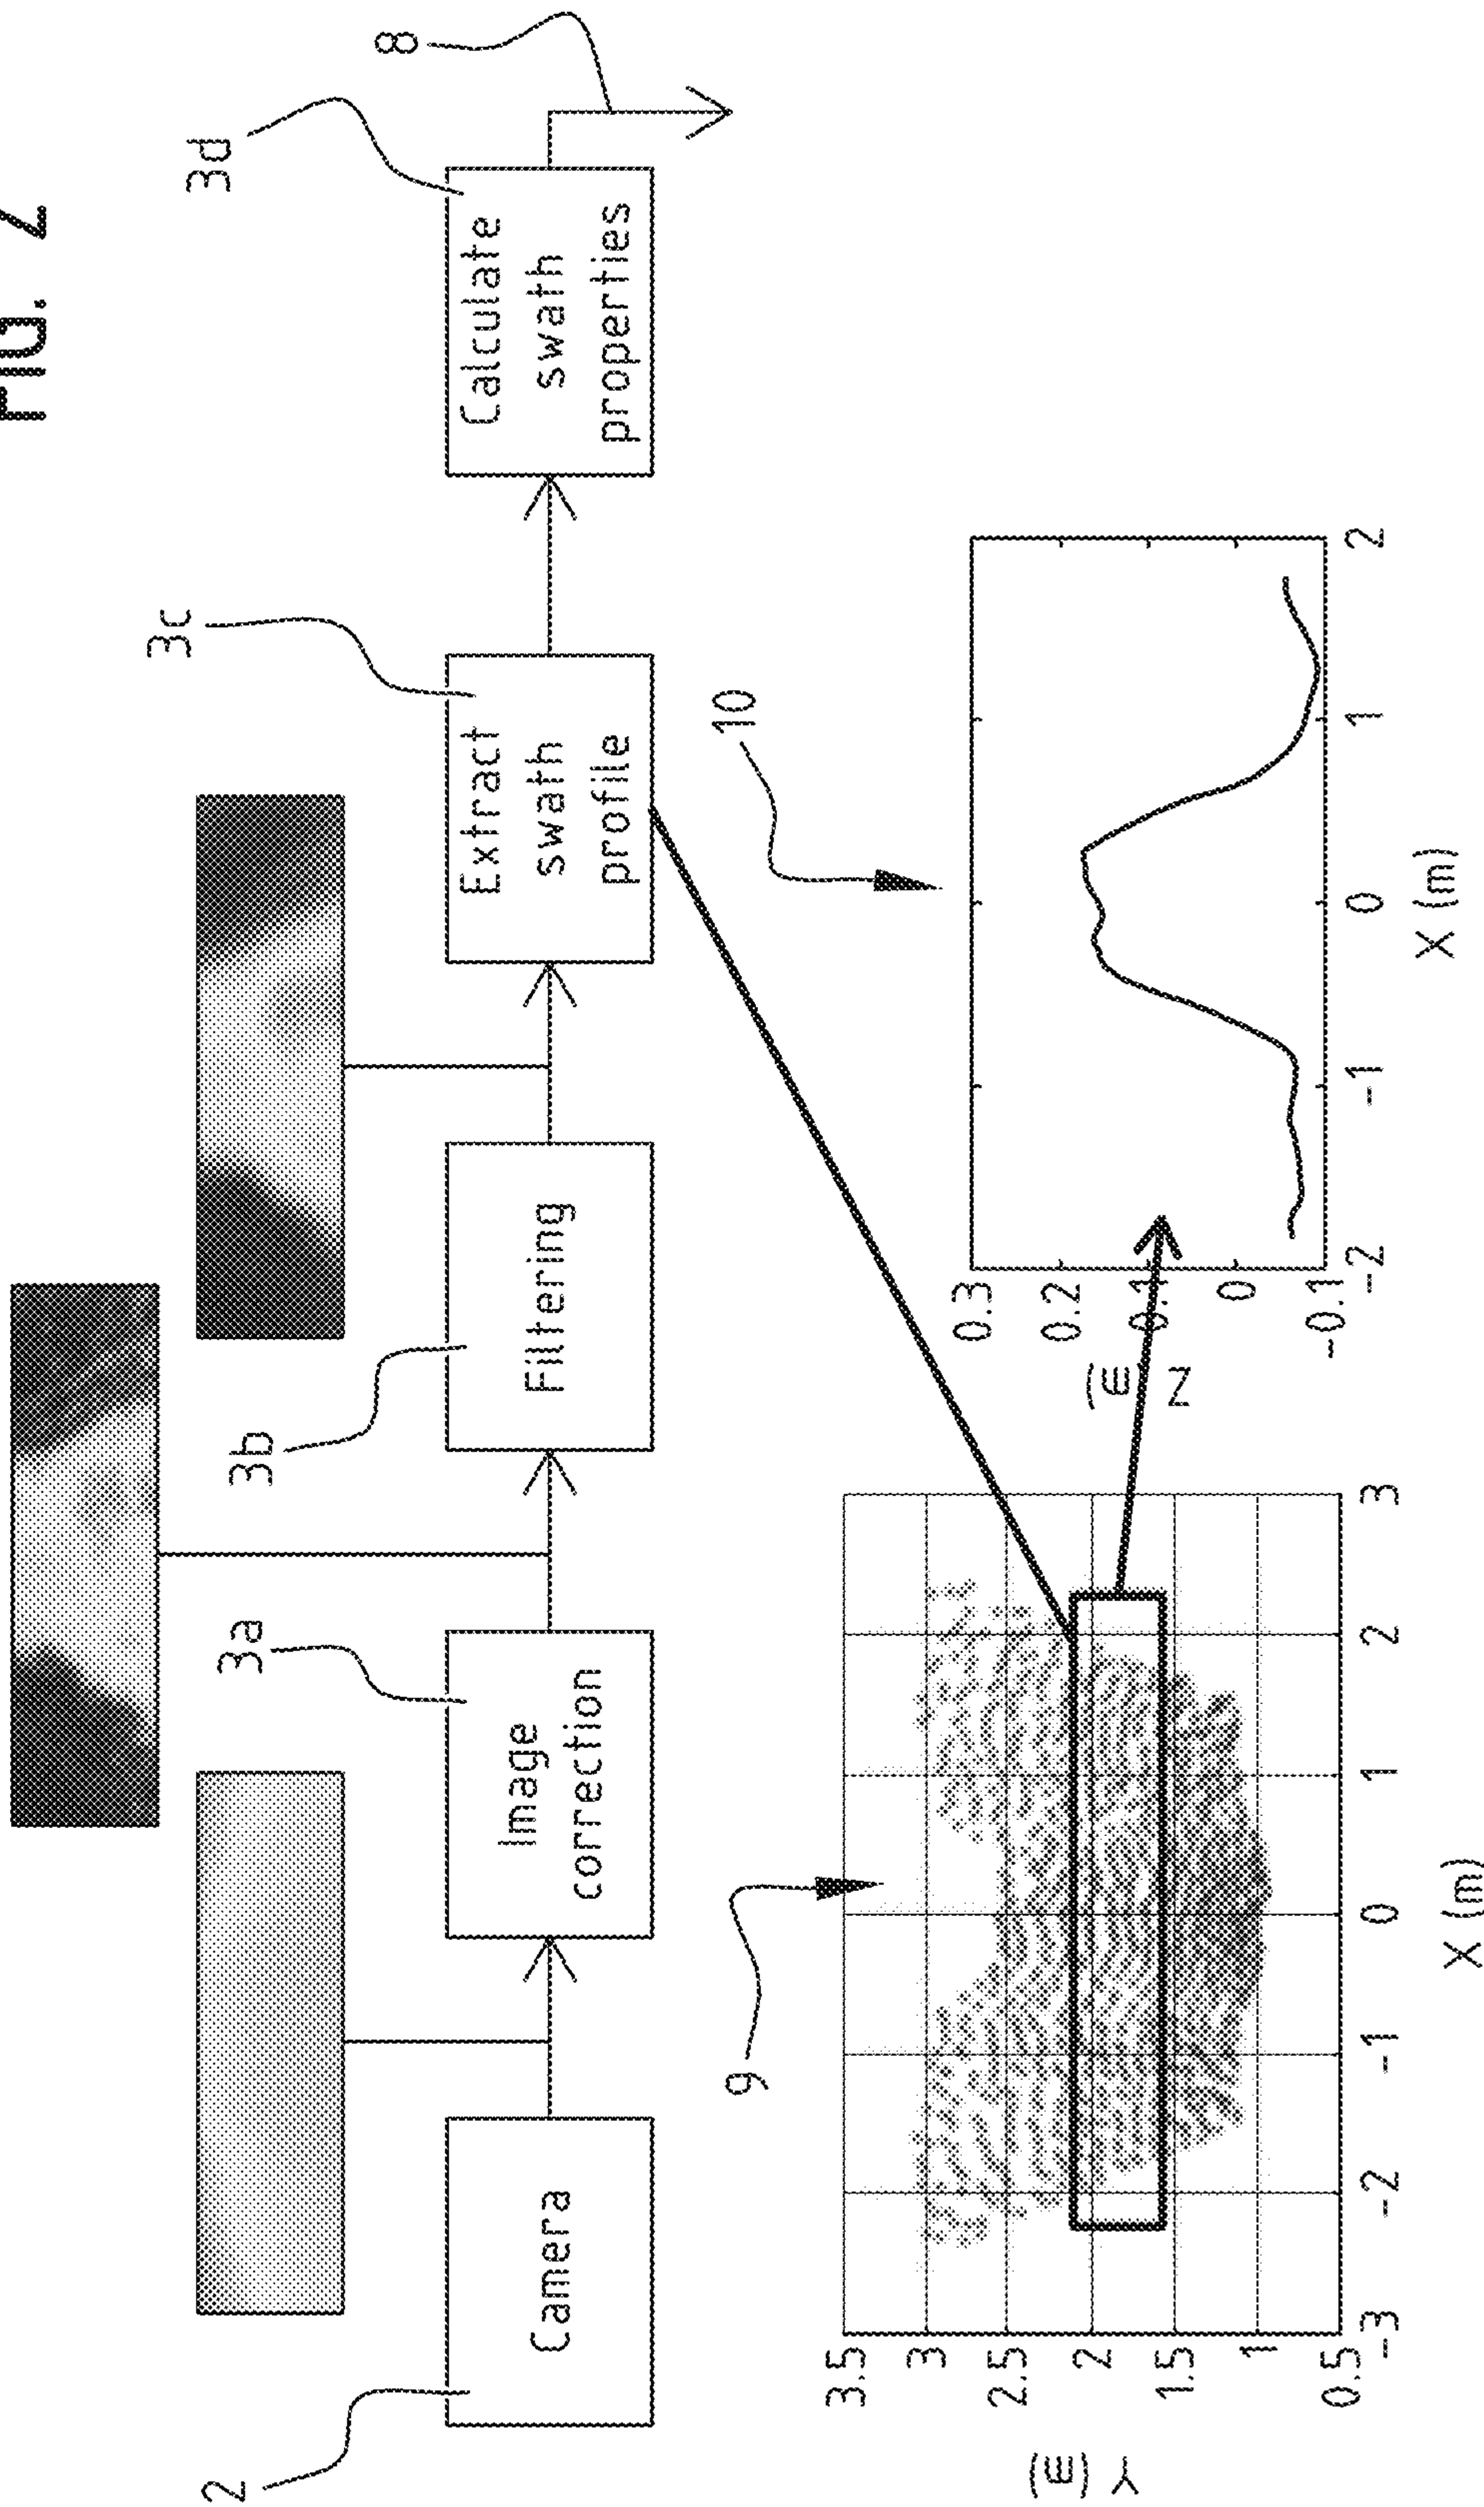 FIG. 2
2
Camera
3a
Image
correction
3b
Filtering
3c
Extract
swath
profile
3d
Calculate
swath
properties
8
9
Y (m)
3.5
3
2.5
2
1.5
1
0.5
-3
-2
-1
0
1
2
3
X (m)
10
Z (m)
0.3
0.2
0.1
0
-0.1
-2
-1
0
1
2
X (m)